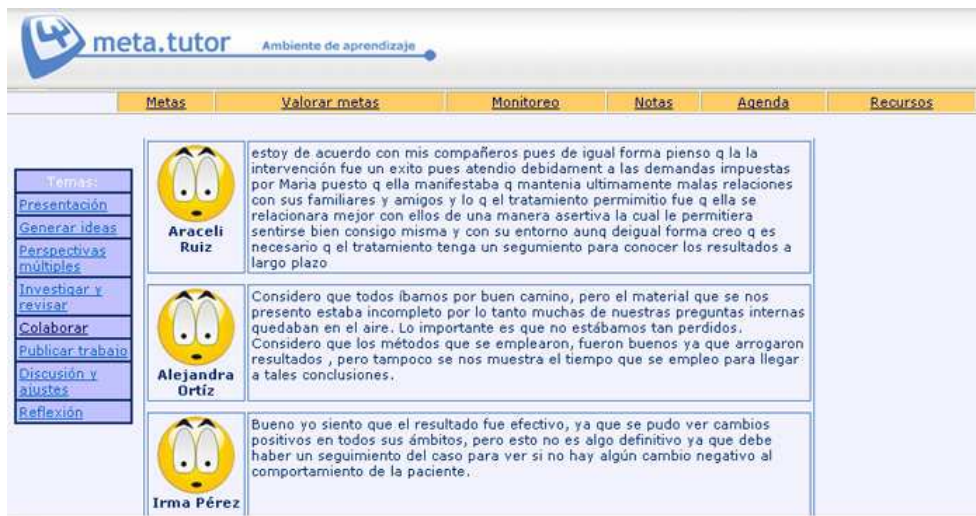 meta.tutor
Ambiente de aprendizaje
Metas
Valorar metas
Monitoreo
Notas
Agenda
Recursos
Temas:
Presentación
Generar ideas
Perspectivas
múltiples
Investigar y
revisar
Colaborar
Publicar trabajo
Discusión y
ajustes
Reflexión
Araceli
Ruiz
estoy de acuerdo con mis compañeros pues de igual forma pienso q la la
intervención fue un exito pues atendio debidament a las demandas impuestas
por Maria puesto q ella manifestaba q mantenia ultimamente malas relaciones
con sus familiares y amigos y lo q el tratamiento permimitio fue q ella se
relacionara mejor con ellos de una manera asertiva la cual le permitiera
sentirse bien consigo misma y con su entorno aunq deigual forma creo q es
necesario q el tratamiento tenga un segumiento para conocer los resultados a
largo plazo
Alejandra
Ortíz
Considero que todos íbamos por buen camino, pero el material que se nos
presento estaba incompleto por lo tanto muchas de nuestras preguntas internas
quedaban en el aire. Lo importante es que no estábamos tan perdidos.
Considero que los métodos que se emplearon, fueron buenos ya que arrogaron
resultados , pero tampoco se nos muestra el tiempo que se empleo para llegar
a tales conclusiones.
Irma Pérez
Bueno yo siento que el resultado fue efectivo, ya que se pudo ver cambios
positivos en todos sus ámbitos, pero esto no es algo definitivo ya que debe
haber un seguimiento del caso para ver si no hay algún cambio negativo al
comportamiento de la paciente.